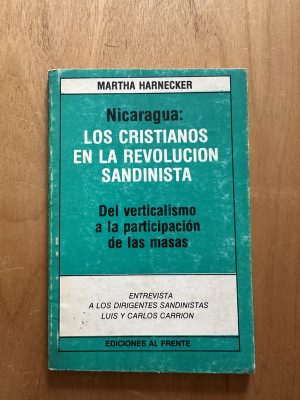 MARTHA HARNECKER
Nicaragua:
LOS CRISTIANOS
EN LA REVOLUCION
SANDINISTA
Del verticalismo
a la participación
de las masas
ENTREVISTA
A LOS DIRIGENTES SANDINISTAS
LUIS Y CARLOS CARRION
EDICIONES AL FRENTE